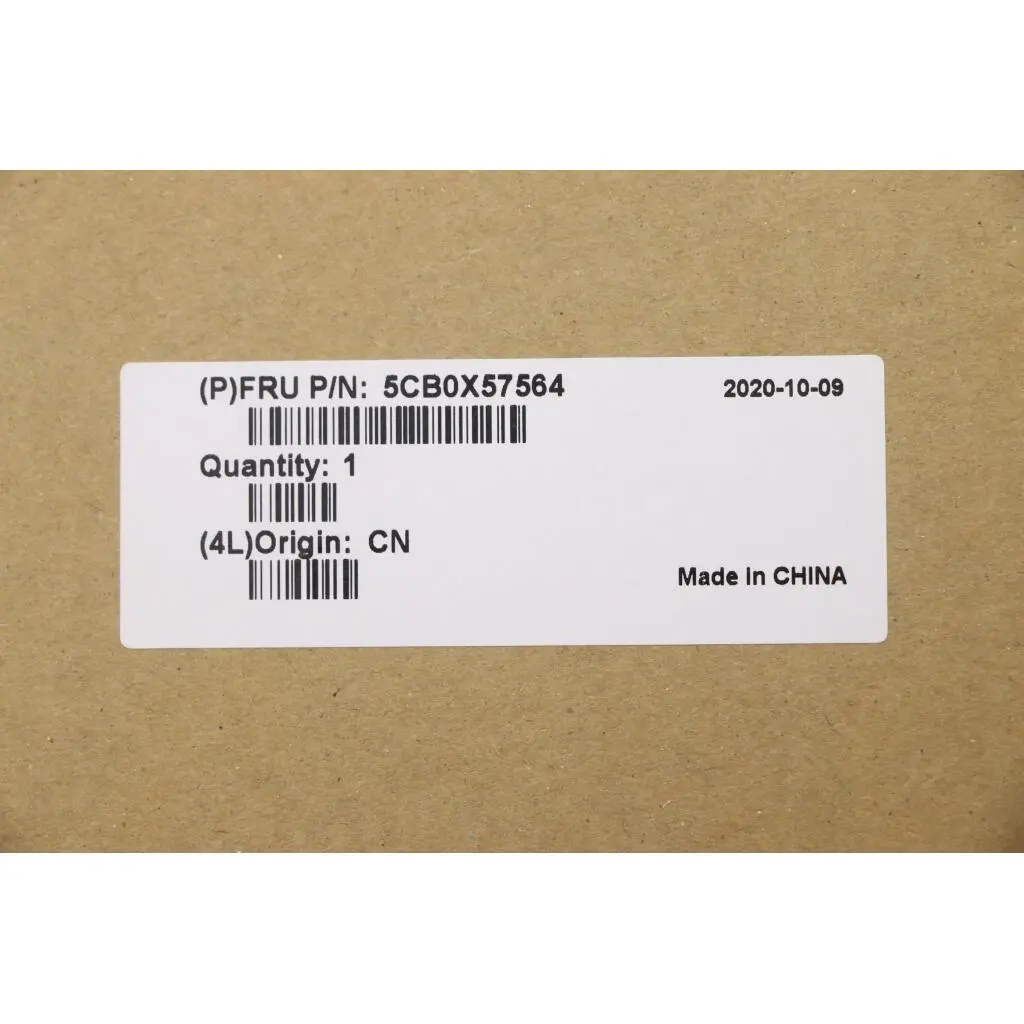 (P)FRU P/N: 5CB0X57564
2020-10-09
Quantity: 1
(4L)Origin: CN
Made In CHINA